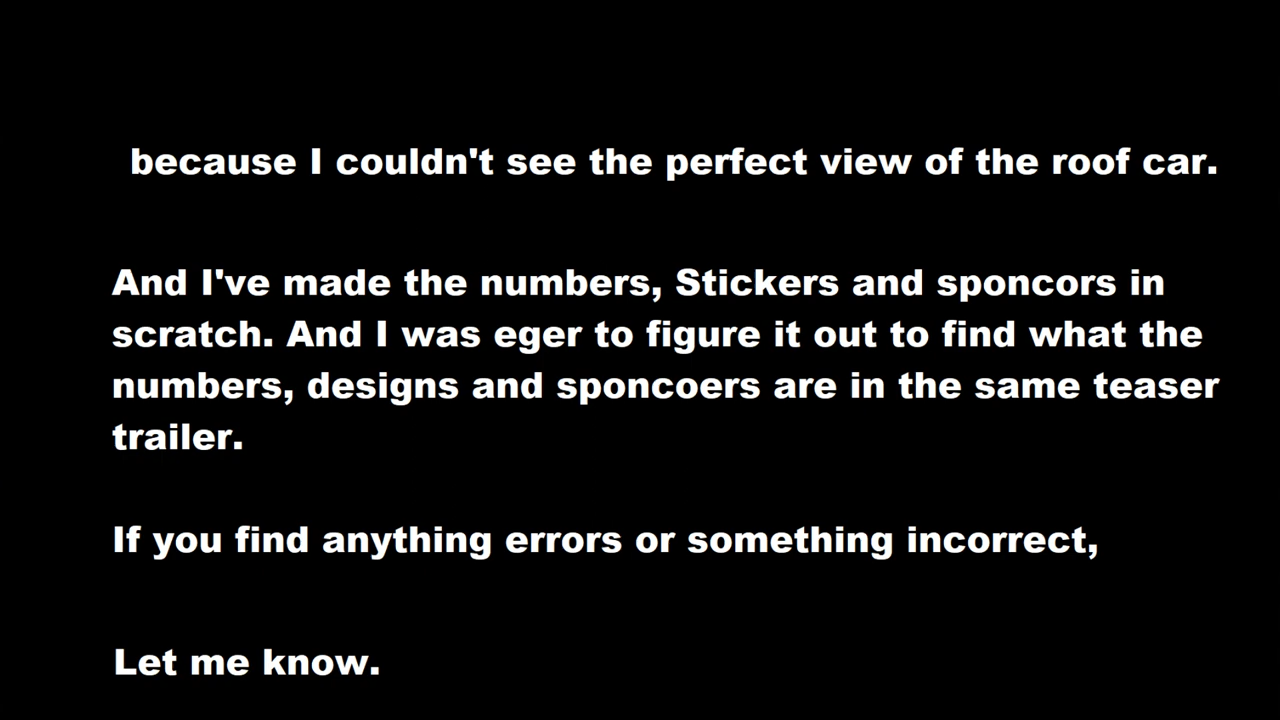 because I couldn't see the perfect view of the roof car.
And I've made the numbers, Stickers and sponcors in
scratch. And I was eger to figure it out to find what the
numbers, designs and sponcoers are in the same teaser
trailer.
If you find anything errors or something incorrect,
Let me know.